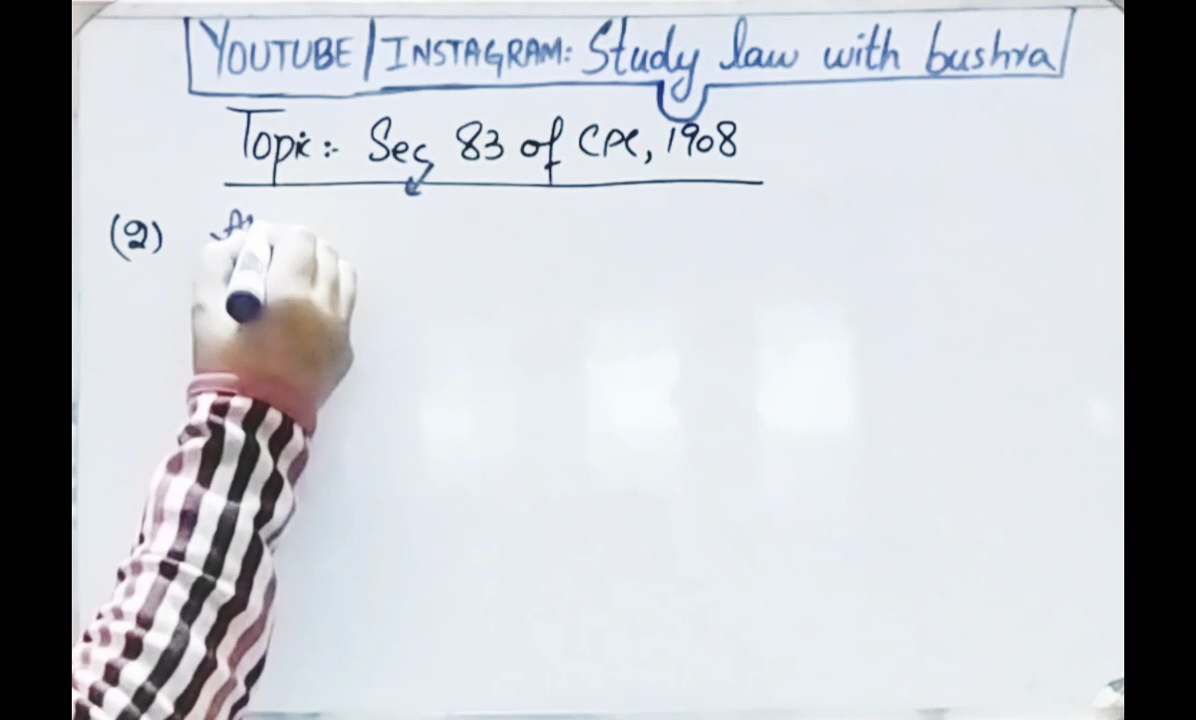 YOUTUBE/INSTAGRAM: Study law with bushra
Topic:- Sec 83 of CPC, 1908
(2)